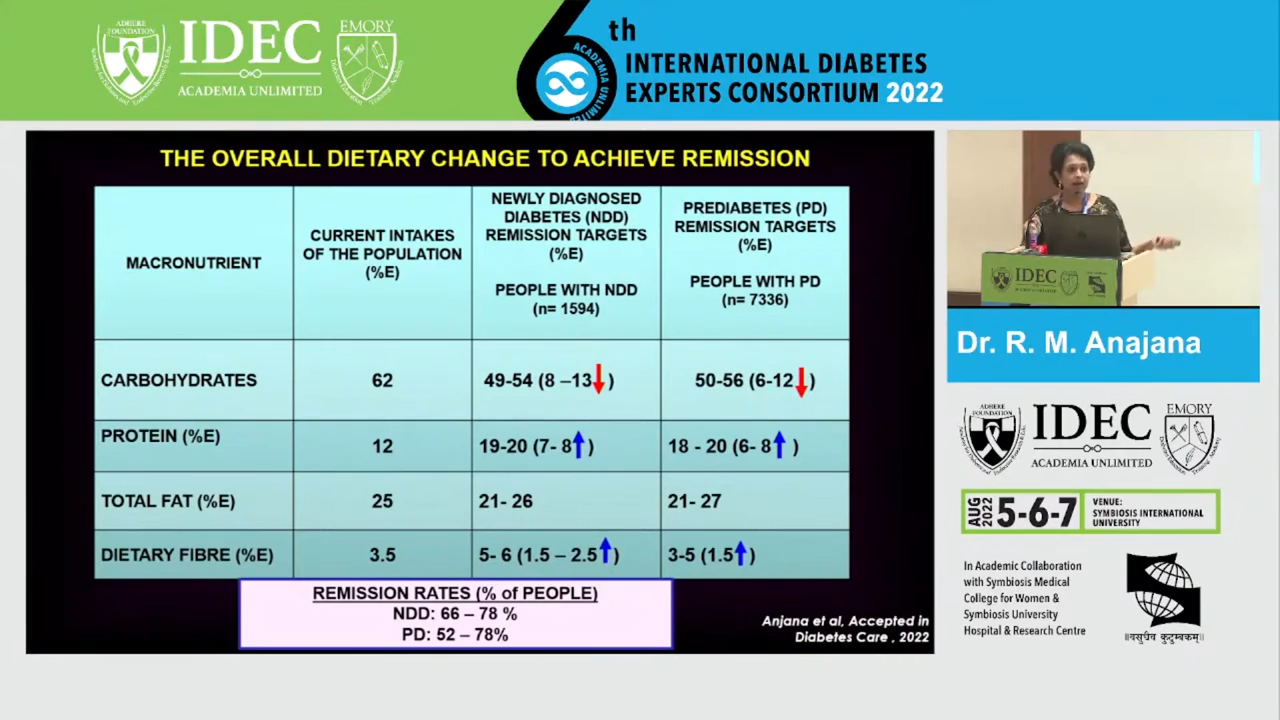 ADHERE
FOUNDATION
IDEC
ACADEMIA UNLIMITED
EMORY
6th
ACADEMIA UNLIMITED
INTERNATIONAL DIABETES
EXPERTS CONSORTIUM 2022
THE OVERALL DIETARY CHANGE TO ACHIEVE REMISSION
MACRONUTRIENT
CURRENT INTAKES
OF THE POPULATION
(%E)
NEWLY DIAGNOSED
DIABETES (NDD)
REMISSION TARGETS
(%E)
PEOPLE WITH NDD
(n= 1594)
PREDIABETES (PD)
REMISSION TARGETS
(%E)
PEOPLE WITH PD
(n= 7336)
CARBOHYDRATES
62
49-54 (8 –13↓)
50-56 (6-12↓)
PROTEIN (%E)
12
19-20 (7- 8↑)
18 - 20 (6- 8↑ )
TOTAL FAT (%E)
25
21- 26
21- 27
DIETARY FIBRE (%E)
3.5
5- 6 (1.5 – 2.5↑)
3-5 (1.5↑)
REMISSION RATES (% of PEOPLE)
NDD: 66 – 78 %
PD: 52 – 78%
Anjana et al, Accepted in
Diabetes Care , 2022
IDEC
Dr. R. M. Anajana
ADHERE
FOUNDATION
IDEC
ACADEMIA UNLIMITED
EMORY
AUG
2022
5-6-7
VENUE:
SYMBIOSIS INTERNATIONAL
UNIVERSITY
In Academic Collaboration
with Symbiosis Medical
College for Women &
Symbiosis University
Hospital & Research Centre
॥वसुधैव कुटुम्बकम्॥